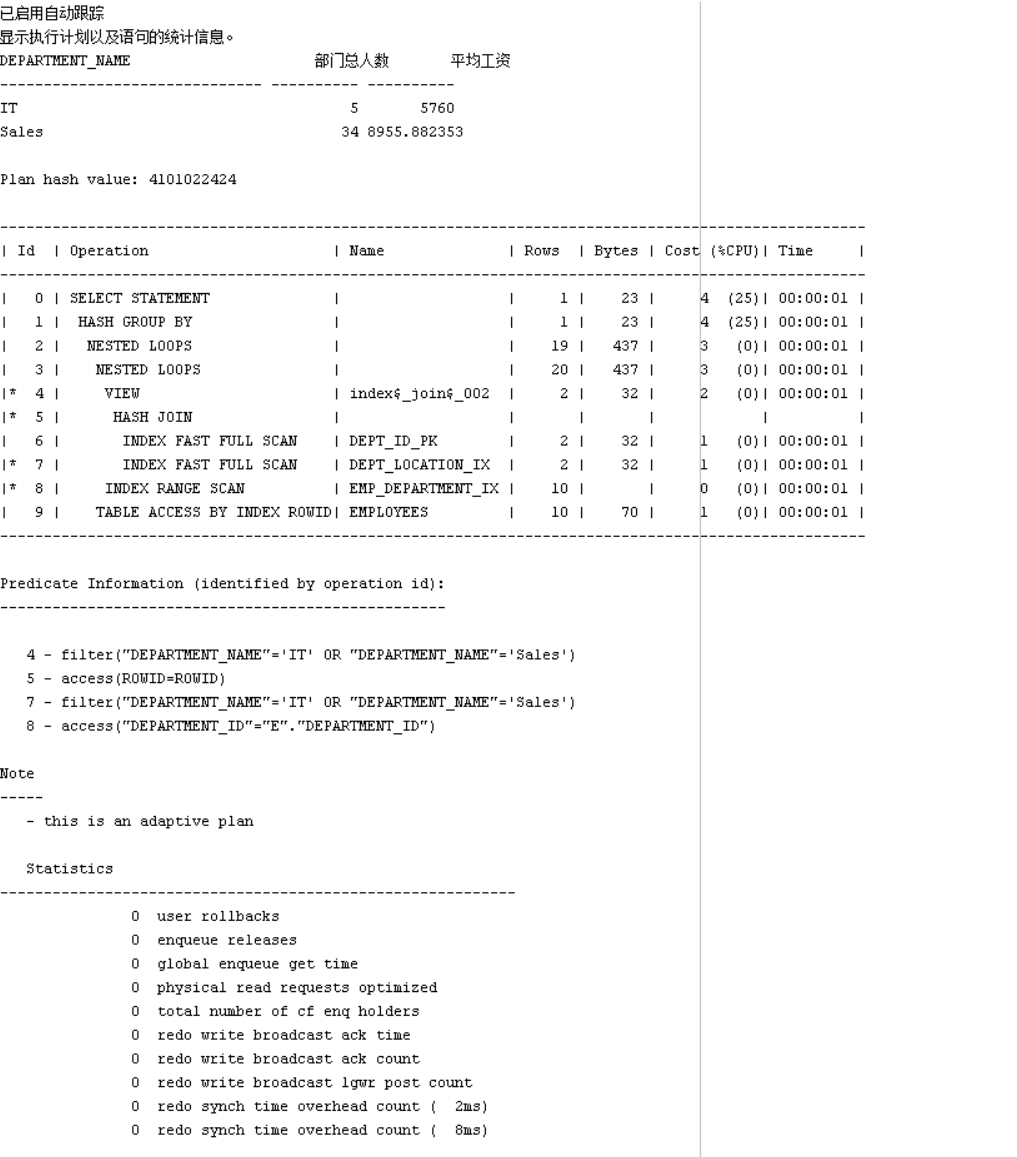 已启用自动跟踪
显示执行计划以及语句的统计信息。
DEPARTMENT_NAME                     部门总人数       平均工资
------------------------------ ---------- ----------
IT                                      5       5760
Sales                                  34 8955.882353

Plan hash value: 4101022424

---------------------------------------------------------------------------------------------------
| Id  | Operation                     | Name              | Rows  | Bytes | Cost (%CPU)| Time     |
---------------------------------------------------------------------------------------------------
|   0 | SELECT STATEMENT              |                   |     1 |    23 |     4  (25)| 00:00:01 |
|   1 |  HASH GROUP BY                |                   |     1 |    23 |     4  (25)| 00:00:01 |
|   2 |   NESTED LOOPS                |                   |    19 |   437 |     3   (0)| 00:00:01 |
|   3 |    NESTED LOOPS               |                   |    20 |   437 |     3   (0)| 00:00:01 |
|*  4 |     VIEW                      | index$_join$_002  |     2 |    32 |     2   (0)| 00:00:01 |
|*  5 |      HASH JOIN                |                   |       |       |            |          |
|   6 |       INDEX FAST FULL SCAN    | DEPT_ID_PK        |     2 |    32 |     1   (0)| 00:00:01 |
|*  7 |       INDEX FAST FULL SCAN    | DEPT_LOCATION_IX  |     2 |    32 |     1   (0)| 00:00:01 |
|*  8 |     INDEX RANGE SCAN          | EMP_DEPARTMENT_IX |    10 |       |     0   (0)| 00:00:01 |
|   9 |    TABLE ACCESS BY INDEX ROWID| EMPLOYEES         |    10 |    70 |     1   (0)| 00:00:01 |
---------------------------------------------------------------------------------------------------

Predicate Information (identified by operation id):
---------------------------------------------------

   4 - filter("DEPARTMENT_NAME"='IT' OR "DEPARTMENT_NAME"='Sales')
   5 - access(ROWID=ROWID)
   7 - filter("DEPARTMENT_NAME"='IT' OR "DEPARTMENT_NAME"='Sales')
   8 - access("DEPARTMENT_ID"="E"."DEPARTMENT_ID")

Note
-----
   - this is an adaptive plan

   Statistics
-----------------------------------------------------------
               0  user rollbacks
               0  enqueue releases
               0  global enqueue get time
               0  physical read requests optimized
               0  total number of cf enq holders
               0  redo write broadcast ack time
               0  redo write broadcast ack count
               0  redo write broadcast lgwr post count
               0  redo synch time overhead count (  2ms)
               0  redo synch time overhead count (  8ms)